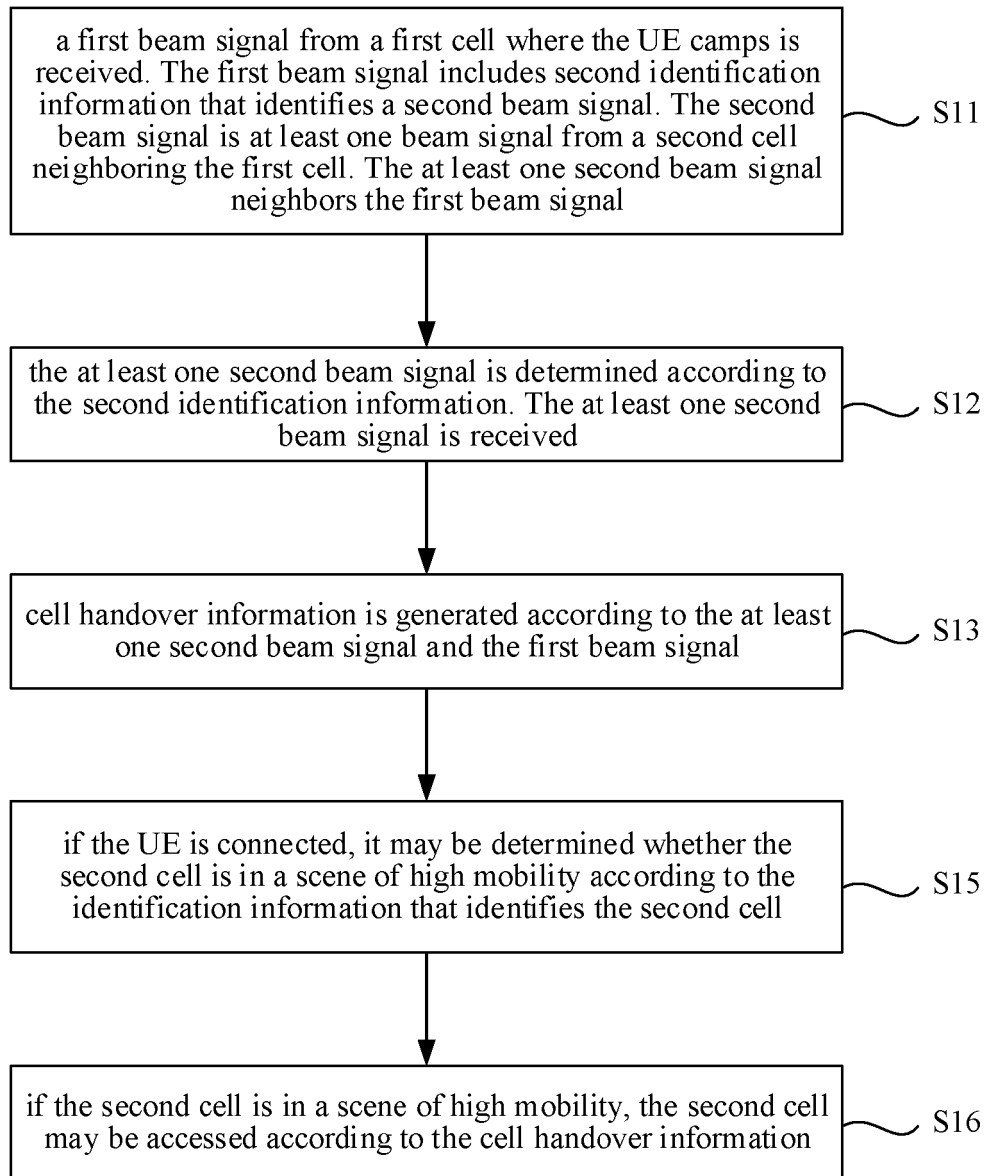 a first beam signal from a first cell where the UE camps is
received. The first beam signal includes second identification
information that identifies a second beam signal. The second
beam signal is at least one beam signal from a second cell
neighboring the first cell. The at least one second beam signal
neighbors the first beam signal
S11
the at least one second beam signal is determined according to
the second identification information. The at least one second
beam signal is received
S12
cell handover information is generated according to the at least
one second beam signal and the first beam signal
S13
if the UE is connected, it may be determined whether the
second cell is in a scene of high mobility according to the
identification information that identifies the second cell
S15
if the second cell is in a scene of high mobility, the second cell
may be accessed according to the cell handover information
S16